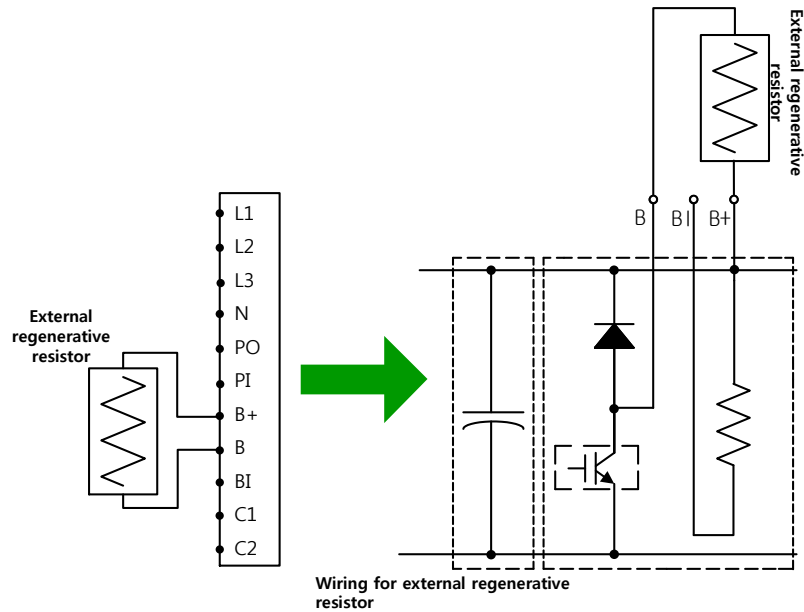 External
regenerative
resistor
L1
L2
L3
N
PO
PI
B+
B
BI
C1
C2
External regenerative
resistor
B
BI
B+
Wiring for external regenerative
resistor